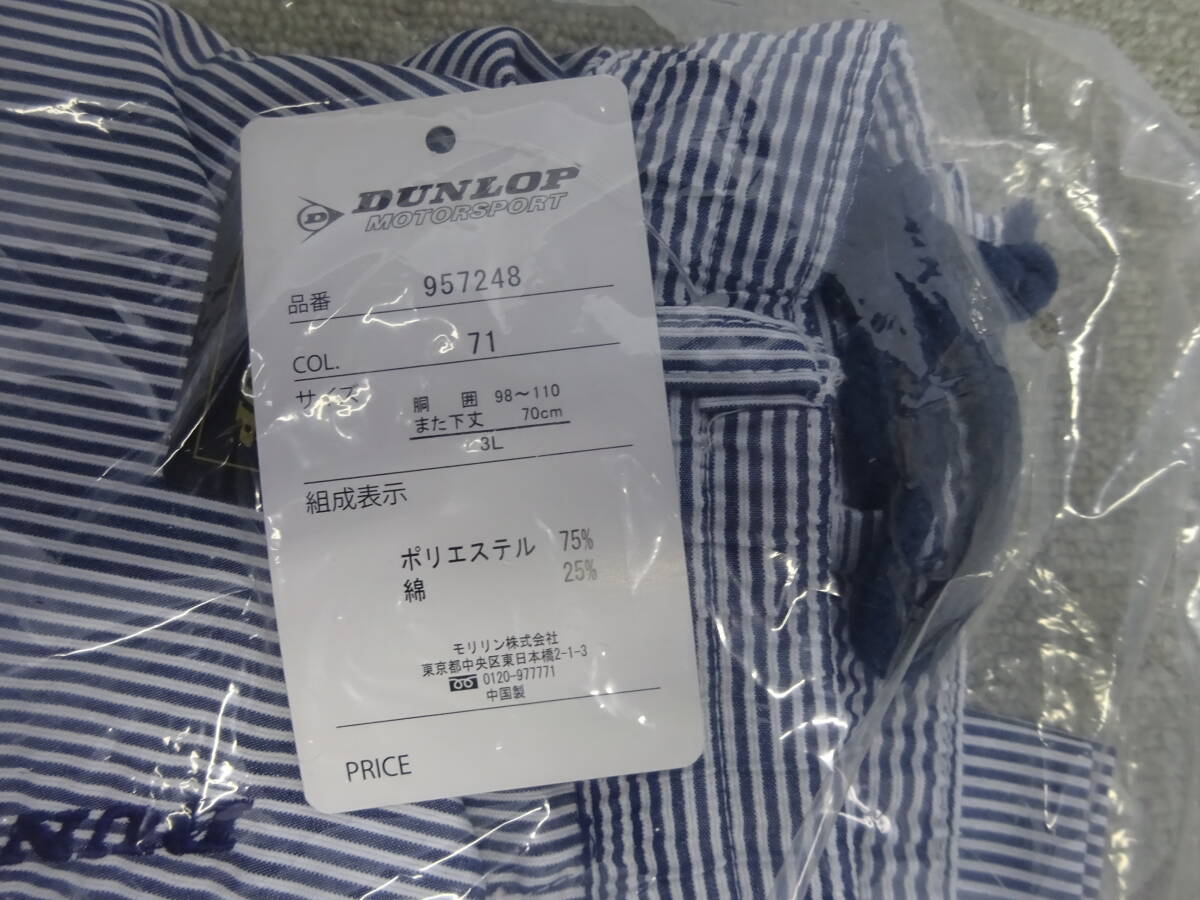 DUNLOP
MOTORSPORT
品番 957248
COL. 71
サイズ
胴 囲 98～110
また下丈 70cm
3L
組成表示
ポリエステル 75%
綿 25%
モリリン株式会社
東京都中央区東日本橋2-1-3
0120-977771
中国製
PRICE